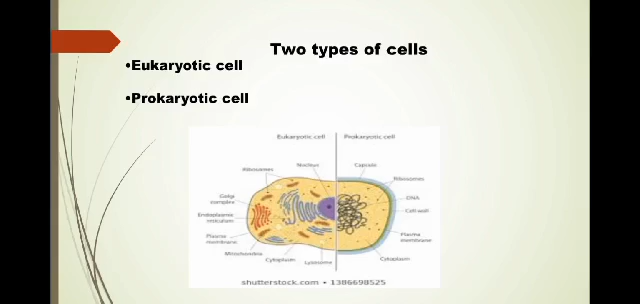 Two types of cells
•Eukaryotic cell
•Prokaryotic cell
Eukaryotic cell
Prokaryotic cell
Nucleus
Capsule
Ribosomes
Ribosomes
Golgi
complex
DNA
Cell wall
Endoplasmic
reticulum
Plasma
membrane
Plasma
membrane
Mitochondria
Cytoplasm
Lysosome
Cytoplasm
shutterstock.com • 1386698525